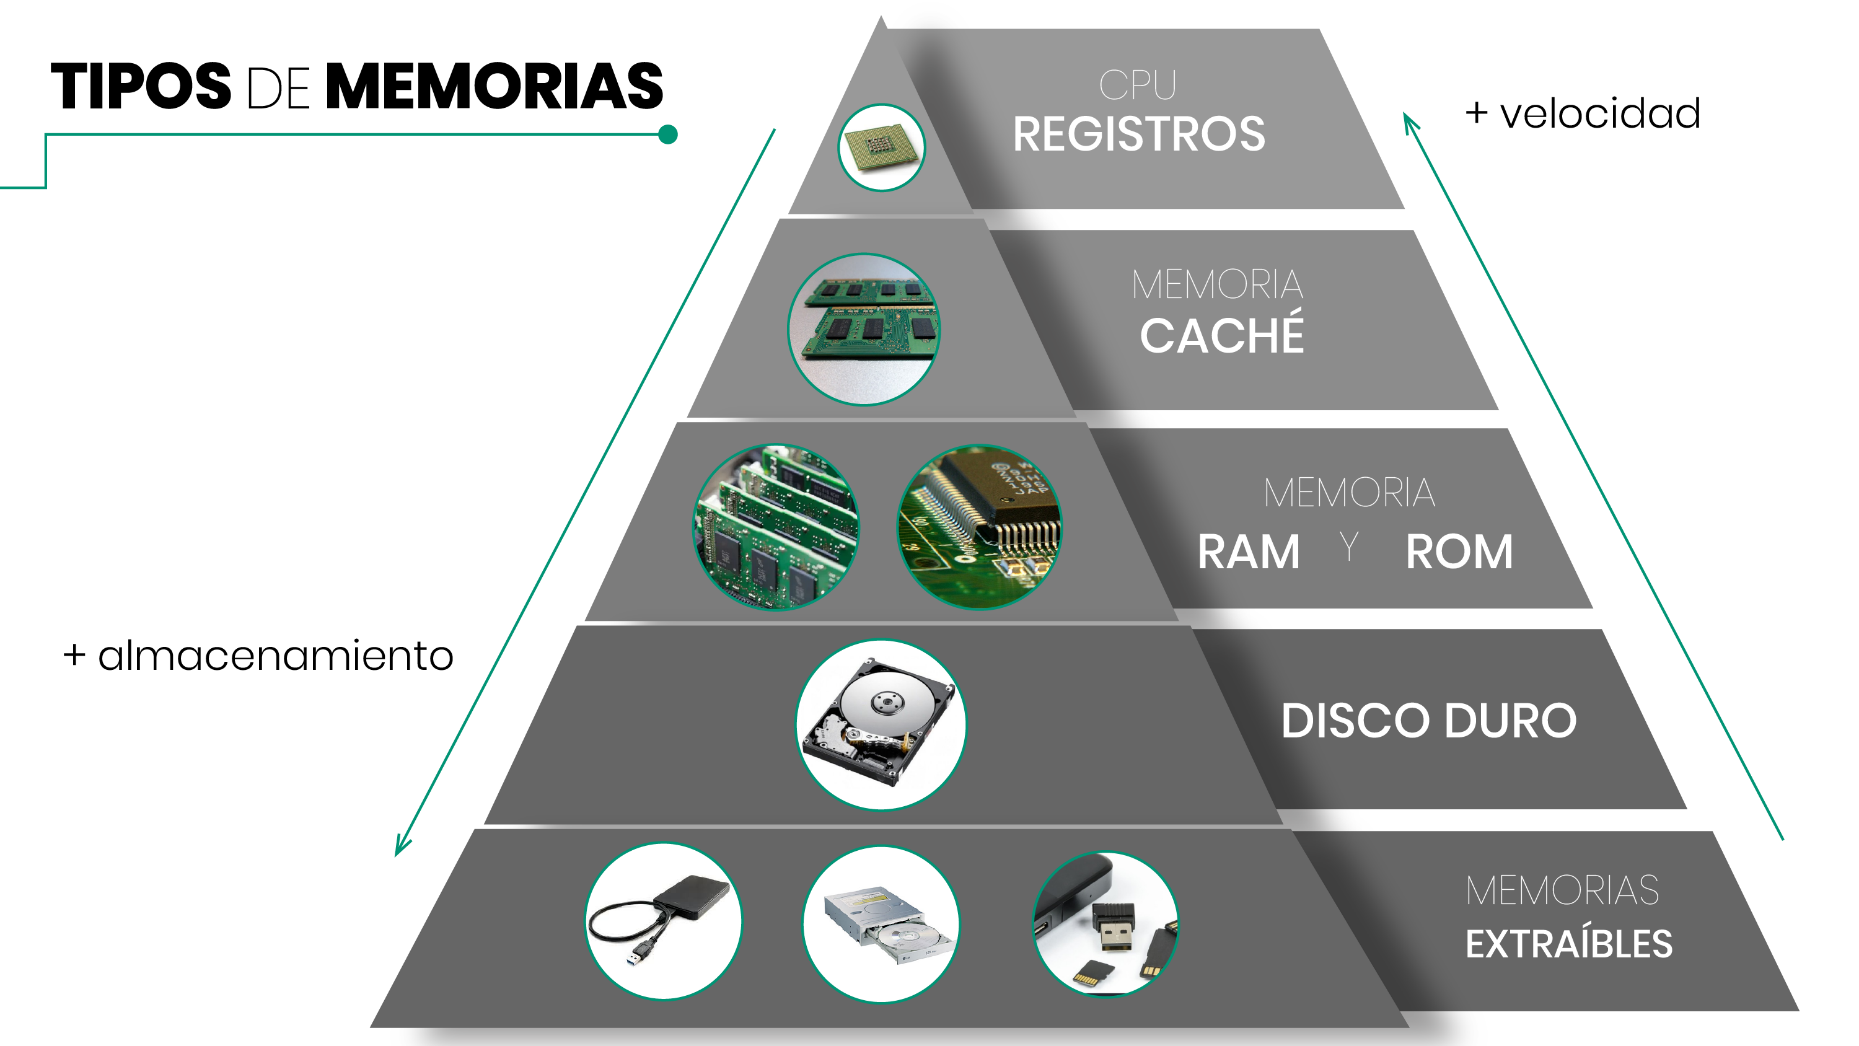 TIPOS DE MEMORIAS
CPU
REGISTROS
+ velocidad
MEMORIA
CACHÉ
MEMORIA
RAM Y ROM
+ almacenamiento
DISCO DURO
MEMORIAS
EXTRAÍBLES